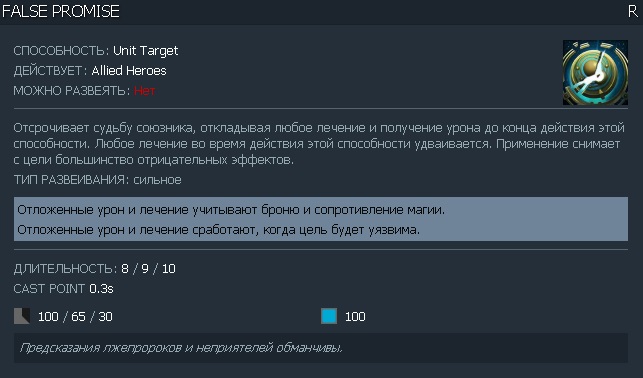 FALSE PROMISE R
СПОСОБНОСТЬ: Unit Target
ДЕЙСТВУЕТ: Allied Heroes
МОЖНО РАЗВЕЯТЬ: Нет
Отсрочивает судьбу союзника, откладывая любое лечение и получение урона до конца действия этой
способности. Любое лечение во время действия этой способности удваивается. Применение снимает
с цели большинство отрицательных эффектов.
ТИП РАЗВЕИВАНИЯ: сильное
Отложенные урон и лечение учитывают броню и сопротивление магии.
Отложенные урон и лечение сработают, когда цель будет уязвима.
ДЛИТЕЛЬНОСТЬ: 8 / 9 / 10
CAST POINT 0.3s
100 / 65 / 30 100
Предсказания лжепророков и неприятелей обманчивы.